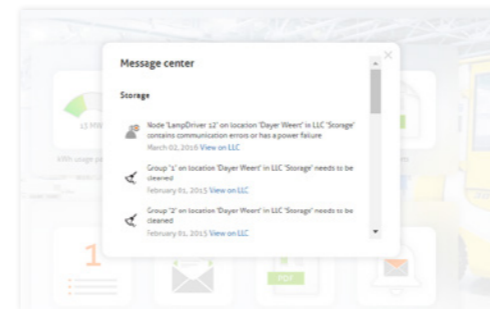 Message center
Storage
Node 'LampDriver 12' on location 'Dayer Weert' in LLC 'Storage'
contains communication errors or has a power failure
March 02, 2016 View on LLC
Group '1' on location 'Dayer Weert' in LLC 'Storage' needs to be
cleaned
February 01, 2015 View on LLC
Group '2' on location 'Dayer Weert' in LLC 'Storage' needs to be
cleaned
February 01, 2015 View on LLC
1
PDF